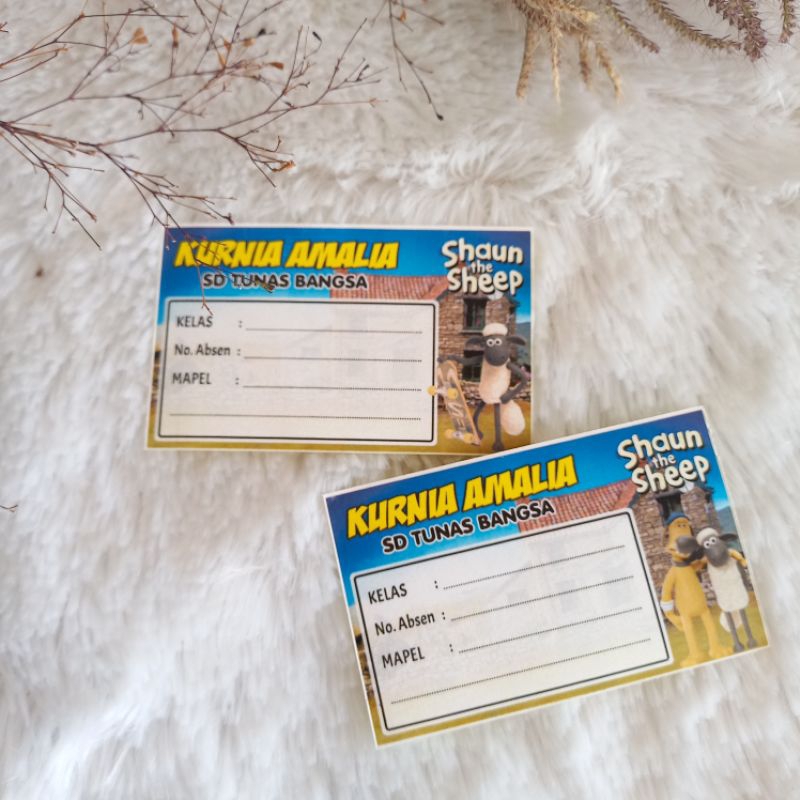 KURNIA AMALIA
SD TUNAS BANGSA
Shaun
the
Sheep
KELAS :
No. Absen :
MAPEL :
KURNIA AMALIA
SD TUNAS BANGSA
Shaun
the
Sheep
KELAS :
No. Absen :
MAPEL :